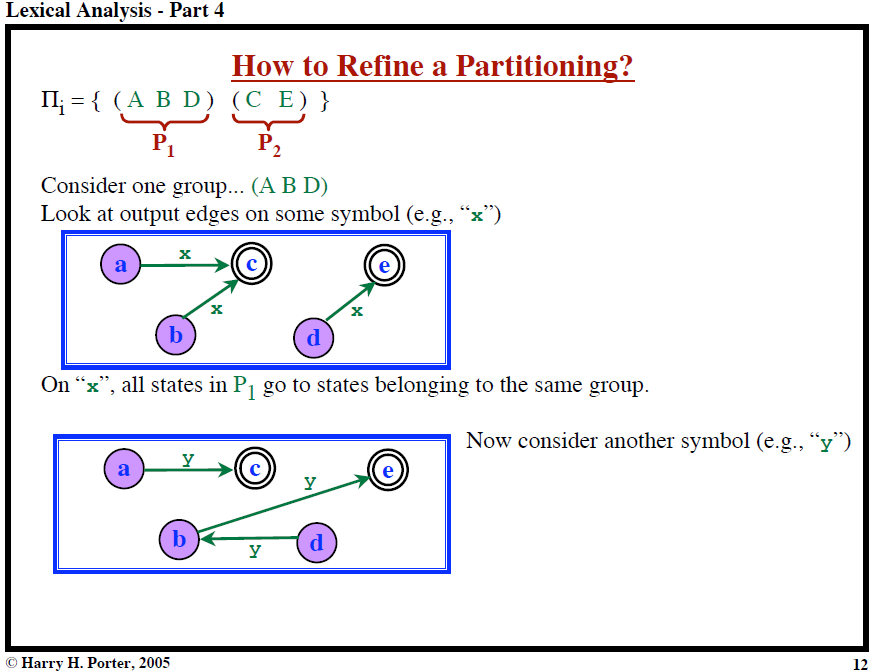 Lexical Analysis - Part 4
How to Refine a Partitioning?
Πi = { ( A B D ) ( C E ) }
P1 P2
Consider one group... (A B D)
Look at output edges on some symbol (e.g., “x”)
a x c e
b x d x
On “x”, all states in P1 go to states belonging to the same group.
Now consider another symbol (e.g., “y”)
a y c y e
b y d
© Harry H. Porter, 2005 12